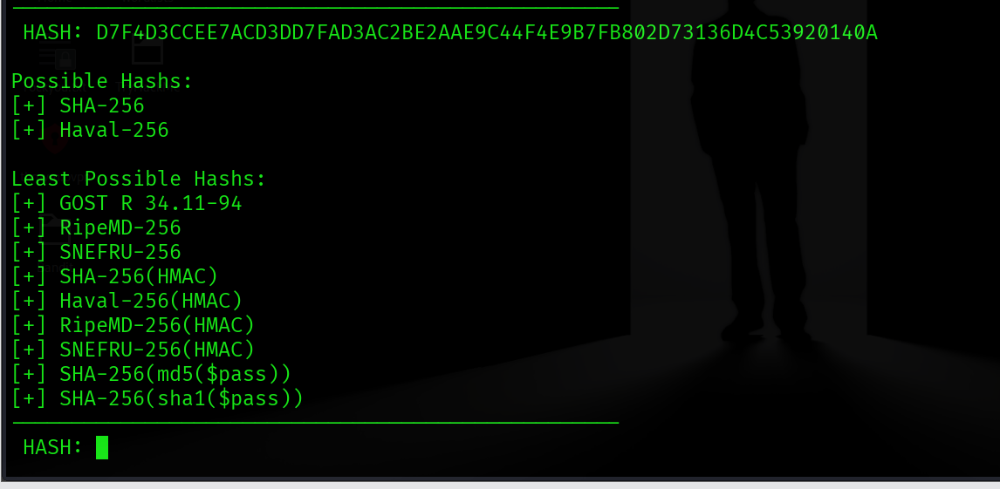 HASH: D7F4D3CCEE7ACD3DD7FAD3AC2BE2AAE9C44F4E9B7FB802D73136D4C53920140A
Possible Hashs:
[+] SHA-256
[+] Haval-256
Least Possible Hashs:
[+] GOST R 34.11-94
[+] RipeMD-256
[+] SNEFRU-256
[+] SHA-256(HMAC)
[+] Haval-256(HMAC)
[+] RipeMD-256(HMAC)
[+] SNEFRU-256(HMAC)
[+] SHA-256(md5($pass))
[+] SHA-256(sha1($pass))
HASH: